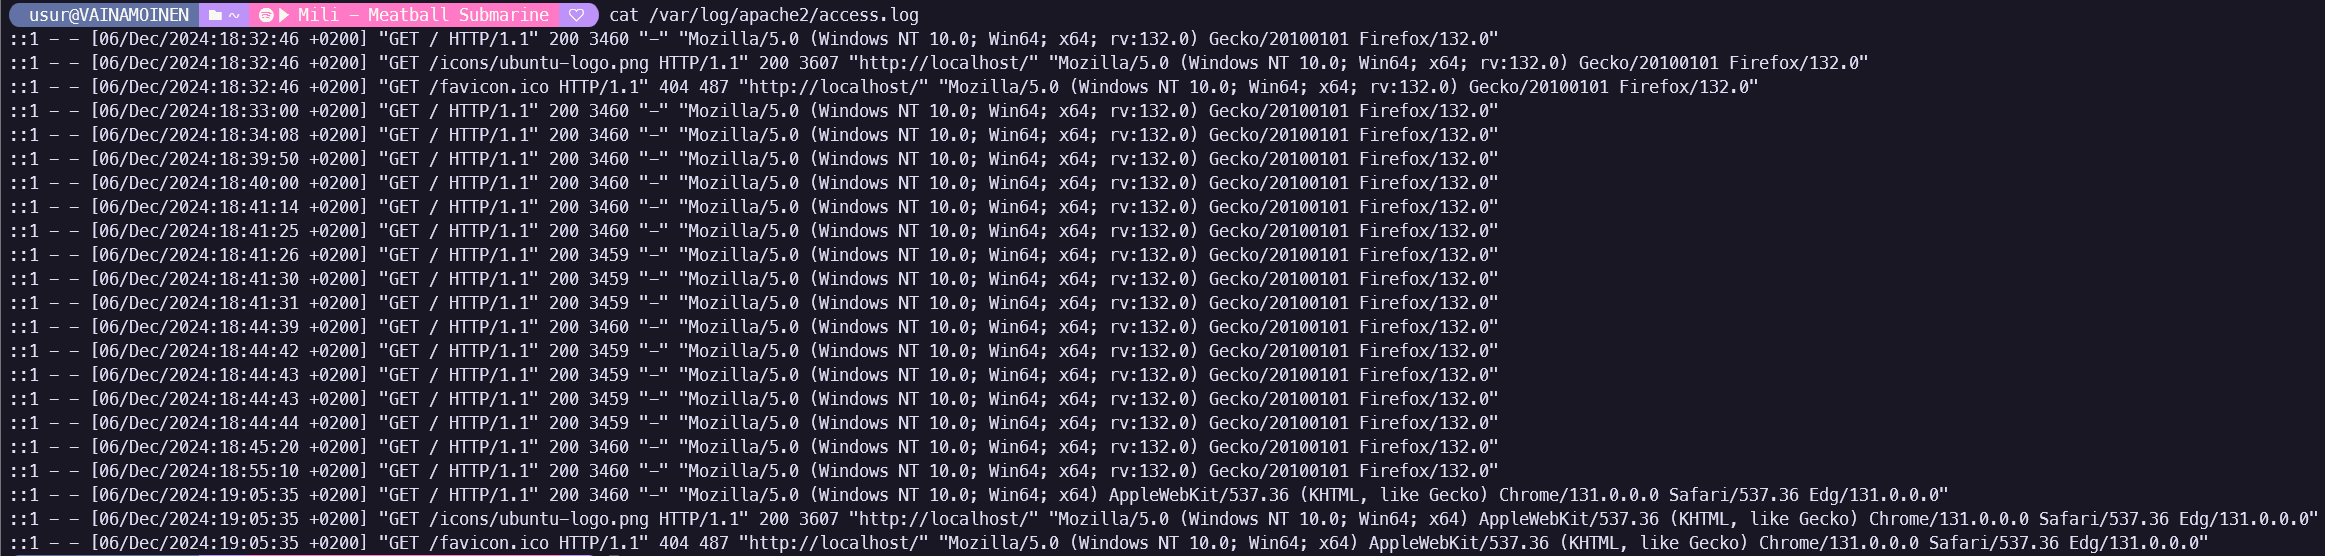 usur@VAINAMOINEN ~ Mili – Meatball Submarine cat /var/log/apache2/access.log
::1 - - [06/Dec/2024:18:32:46 +0200] "GET / HTTP/1.1" 200 3460 "-" "Mozilla/5.0 (Windows NT 10.0; Win64; x64; rv:132.0) Gecko/20100101 Firefox/132.0"
::1 - - [06/Dec/2024:18:32:46 +0200] "GET /icons/ubuntu-logo.png HTTP/1.1" 200 3607 "http://localhost/" "Mozilla/5.0 (Windows NT 10.0; Win64; x64; rv:132.0) Gecko/20100101 Firefox/132.0"
::1 - - [06/Dec/2024:18:32:46 +0200] "GET /favicon.ico HTTP/1.1" 404 487 "http://localhost/" "Mozilla/5.0 (Windows NT 10.0; Win64; x64; rv:132.0) Gecko/20100101 Firefox/132.0"
::1 - - [06/Dec/2024:18:33:00 +0200] "GET / HTTP/1.1" 200 3460 "-" "Mozilla/5.0 (Windows NT 10.0; Win64; x64; rv:132.0) Gecko/20100101 Firefox/132.0"
::1 - - [06/Dec/2024:18:34:08 +0200] "GET / HTTP/1.1" 200 3460 "-" "Mozilla/5.0 (Windows NT 10.0; Win64; x64; rv:132.0) Gecko/20100101 Firefox/132.0"
::1 - - [06/Dec/2024:18:39:50 +0200] "GET / HTTP/1.1" 200 3460 "-" "Mozilla/5.0 (Windows NT 10.0; Win64; x64; rv:132.0) Gecko/20100101 Firefox/132.0"
::1 - - [06/Dec/2024:18:40:00 +0200] "GET / HTTP/1.1" 200 3460 "-" "Mozilla/5.0 (Windows NT 10.0; Win64; x64; rv:132.0) Gecko/20100101 Firefox/132.0"
::1 - - [06/Dec/2024:18:41:14 +0200] "GET / HTTP/1.1" 200 3460 "-" "Mozilla/5.0 (Windows NT 10.0; Win64; x64; rv:132.0) Gecko/20100101 Firefox/132.0"
::1 - - [06/Dec/2024:18:41:25 +0200] "GET / HTTP/1.1" 200 3460 "-" "Mozilla/5.0 (Windows NT 10.0; Win64; x64; rv:132.0) Gecko/20100101 Firefox/132.0"
::1 - - [06/Dec/2024:18:41:26 +0200] "GET / HTTP/1.1" 200 3459 "-" "Mozilla/5.0 (Windows NT 10.0; Win64; x64; rv:132.0) Gecko/20100101 Firefox/132.0"
::1 - - [06/Dec/2024:18:41:30 +0200] "GET / HTTP/1.1" 200 3459 "-" "Mozilla/5.0 (Windows NT 10.0; Win64; x64; rv:132.0) Gecko/20100101 Firefox/132.0"
::1 - - [06/Dec/2024:18:41:31 +0200] "GET / HTTP/1.1" 200 3459 "-" "Mozilla/5.0 (Windows NT 10.0; Win64; x64; rv:132.0) Gecko/20100101 Firefox/132.0"
::1 - - [06/Dec/2024:18:44:39 +0200] "GET / HTTP/1.1" 200 3460 "-" "Mozilla/5.0 (Windows NT 10.0; Win64; x64; rv:132.0) Gecko/20100101 Firefox/132.0"
::1 - - [06/Dec/2024:18:44:42 +0200] "GET / HTTP/1.1" 200 3459 "-" "Mozilla/5.0 (Windows NT 10.0; Win64; x64; rv:132.0) Gecko/20100101 Firefox/132.0"
::1 - - [06/Dec/2024:18:44:43 +0200] "GET / HTTP/1.1" 200 3459 "-" "Mozilla/5.0 (Windows NT 10.0; Win64; x64; rv:132.0) Gecko/20100101 Firefox/132.0"
::1 - - [06/Dec/2024:18:44:43 +0200] "GET / HTTP/1.1" 200 3459 "-" "Mozilla/5.0 (Windows NT 10.0; Win64; x64; rv:132.0) Gecko/20100101 Firefox/132.0"
::1 - - [06/Dec/2024:18:44:44 +0200] "GET / HTTP/1.1" 200 3459 "-" "Mozilla/5.0 (Windows NT 10.0; Win64; x64; rv:132.0) Gecko/20100101 Firefox/132.0"
::1 - - [06/Dec/2024:18:45:20 +0200] "GET / HTTP/1.1" 200 3460 "-" "Mozilla/5.0 (Windows NT 10.0; Win64; x64; rv:132.0) Gecko/20100101 Firefox/132.0"
::1 - - [06/Dec/2024:18:55:10 +0200] "GET / HTTP/1.1" 200 3460 "-" "Mozilla/5.0 (Windows NT 10.0; Win64; x64; rv:132.0) Gecko/20100101 Firefox/132.0"
::1 - - [06/Dec/2024:19:05:35 +0200] "GET / HTTP/1.1" 200 3460 "-" "Mozilla/5.0 (Windows NT 10.0; Win64; x64) AppleWebKit/537.36 (KHTML, like Gecko) Chrome/131.0.0.0 Safari/537.36 Edg/131.0.0.0"
::1 - - [06/Dec/2024:19:05:35 +0200] "GET /icons/ubuntu-logo.png HTTP/1.1" 200 3607 "http://localhost/" "Mozilla/5.0 (Windows NT 10.0; Win64; x64) AppleWebKit/537.36 (KHTML, like Gecko) Chrome/131.0.0.0 Safari/537.36 Edg/131.0.0.0"
::1 - - [06/Dec/2024:19:05:35 +0200] "GET /favicon.ico HTTP/1.1" 404 487 "http://localhost/" "Mozilla/5.0 (Windows NT 10.0; Win64; x64) AppleWebKit/537.36 (KHTML, like Gecko) Chrome/131.0.0.0 Safari/537.36 Edg/131.0.0.0"